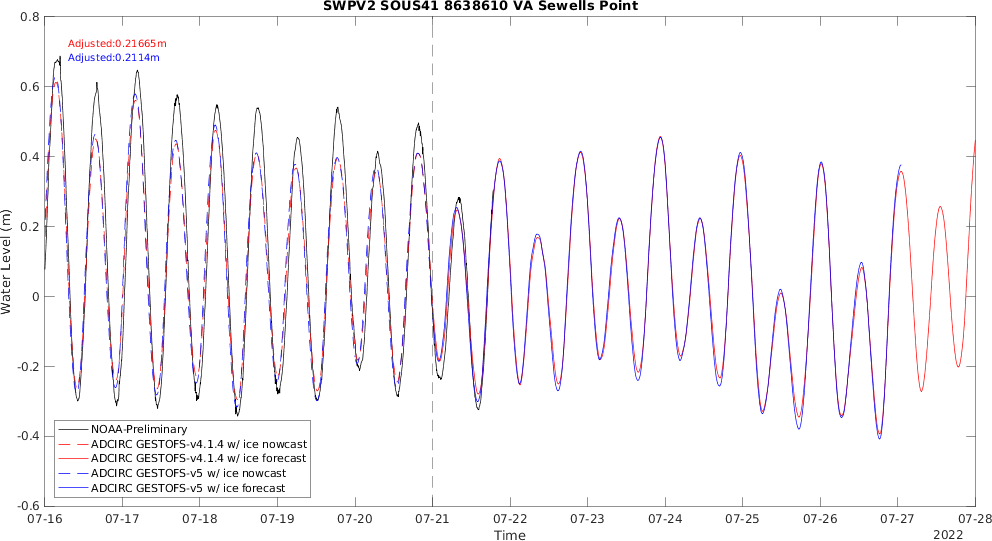 SWPV2 SOUS41 8638610 VA Sewells Point
Adjusted:0.21665m
Adjusted:0.2114m
Water Level (m)
0.8
0.6
0.4
0.2
0
-0.2
-0.4
-0.6
NOAA-Preliminary
ADCIRC GESTOFS-v4.1.4 w/ ice nowcast
ADCIRC GESTOFS-v4.1.4 w/ ice forecast
ADCIRC GESTOFS-v5 w/ ice nowcast
ADCIRC GESTOFS-v5 w/ ice forecast
07-16 07-17 07-18 07-19 07-20 07-21 07-22 07-23 07-24 07-25 07-26 07-27 07-28
Time
2022